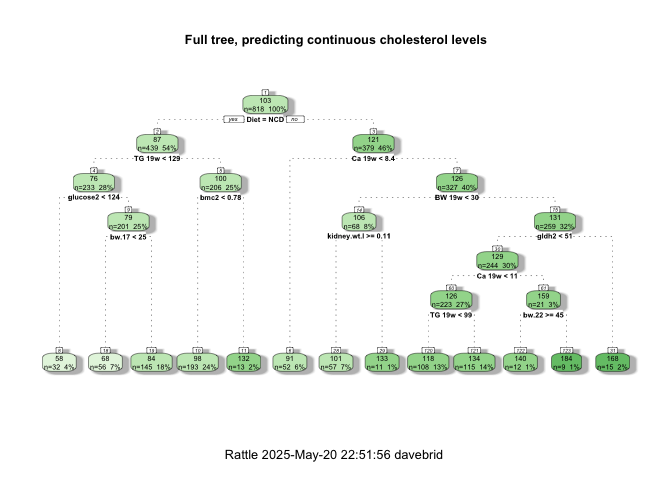 Full tree, predicting continuous cholesterol levels
1
103
n=818 100%
yes Diet = NCD no
2
87
n=439 54%
TG 19w < 129
3
121
n=379 46%
Ca 19w < 8.4
4
76
n=233 28%
glucose2 < 124
5
100
n=206 25%
bmc2 < 0.78
7
126
n=327 40%
BW 19w < 30
9
79
n=201 25%
bw.17 < 25
14
106
n=68 8%
kidney.wt.l >= 0.11
15
131
n=259 32%
gldh2 < 51
30
129
n=244 30%
Ca 19w < 11
60
126
n=223 27%
TG 19w < 99
61
159
n=21 3%
bw.22 >= 45
8
58
n=32 4%
18
68
n=56 7%
19
84
n=145 18%
10
98
n=193 24%
11
132
n=13 2%
6
91
n=52 6%
28
101
n=57 7%
29
133
n=11 1%
120
118
n=108 13%
121
134
n=115 14%
122
140
n=12 1%
123
184
n=9 1%
31
168
n=15 2%
Rattle 2025-May-20 22:51:56 davebrid